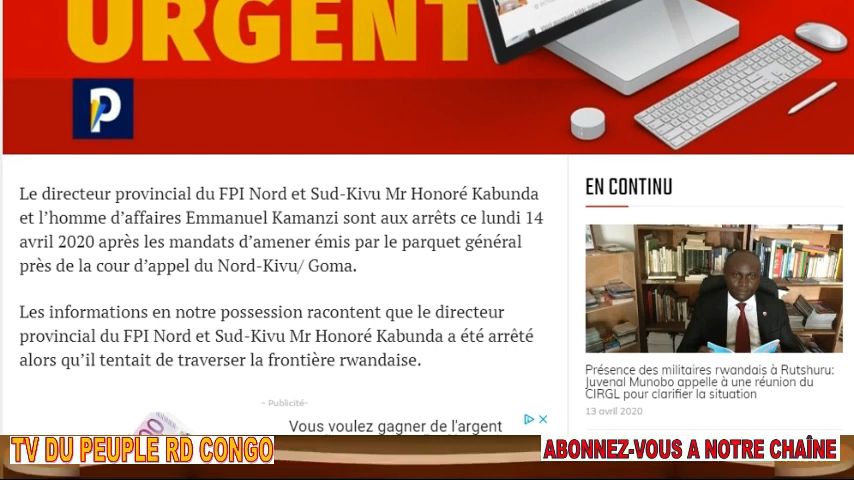 URGENT
P
Le directeur provincial du FPI Nord et Sud-Kivu Mr Honoré Kabunda
et l'homme d'affaires Emmanuel Kamanzi sont aux arrêts ce lundi 14
avril 2020 après les mandats d'amener émis par le parquet général
près de la cour d'appel du Nord-Kivu/ Goma.
Les informations en notre possession racontent que le directeur
provincial du FPI Nord et Sud-Kivu Mr Honoré Kabunda a été arrêté
alors qu'il tentait de traverser la frontière rwandaise.
- Publicité-
Vous voulez gagner de l'argent
EN CONTINU
Présence des militaires rwandais à Rutshuru:
Juvenal Munobo appelle à une réunion du
CIRGL pour clarifier la situation
13 avril 2020
TV DU PEUPLE RD CONGO
ABONNEZ-VOUS A NOTRE CHAÎNE